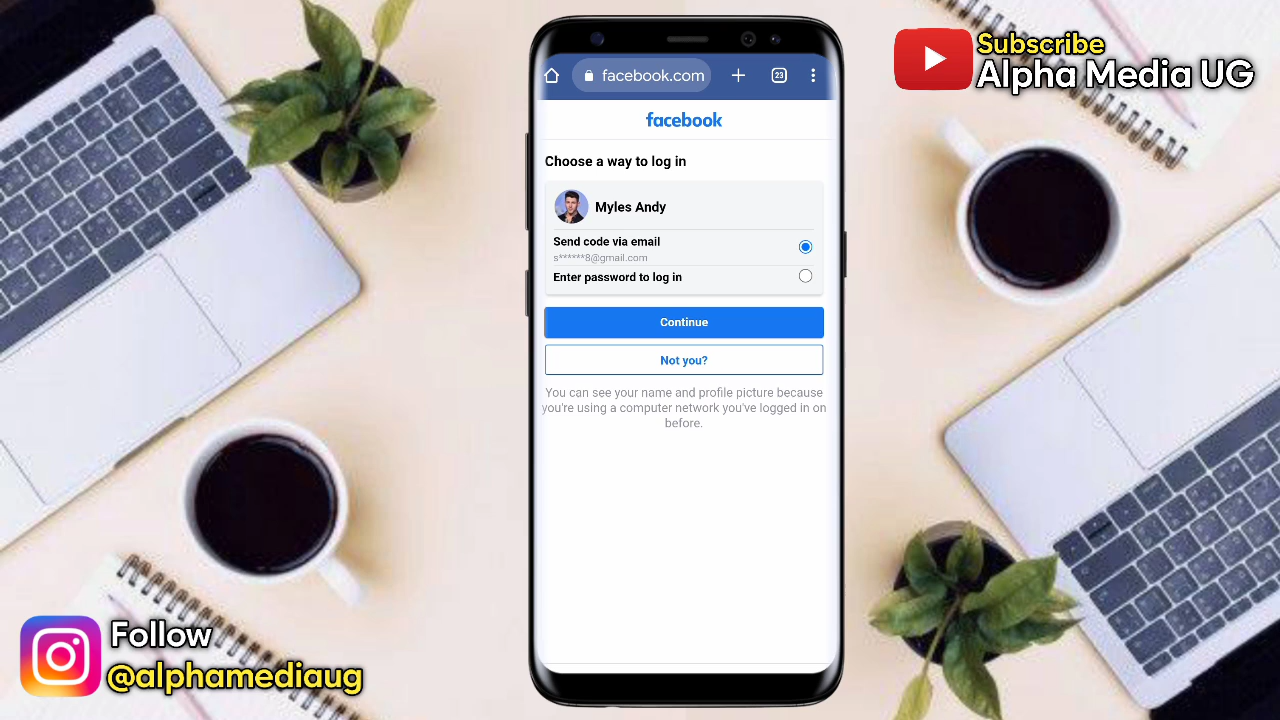 facebook.com
23
facebook
Choose a way to log in
Myles Andy
Send code via email
s******8@gmail.com
Enter password to log in
Continue
Not you?
You can see your name and profile picture because
you're using a computer network you've logged in on
before.
Subscribe
Alpha Media UG
Follow
@alphamediaug